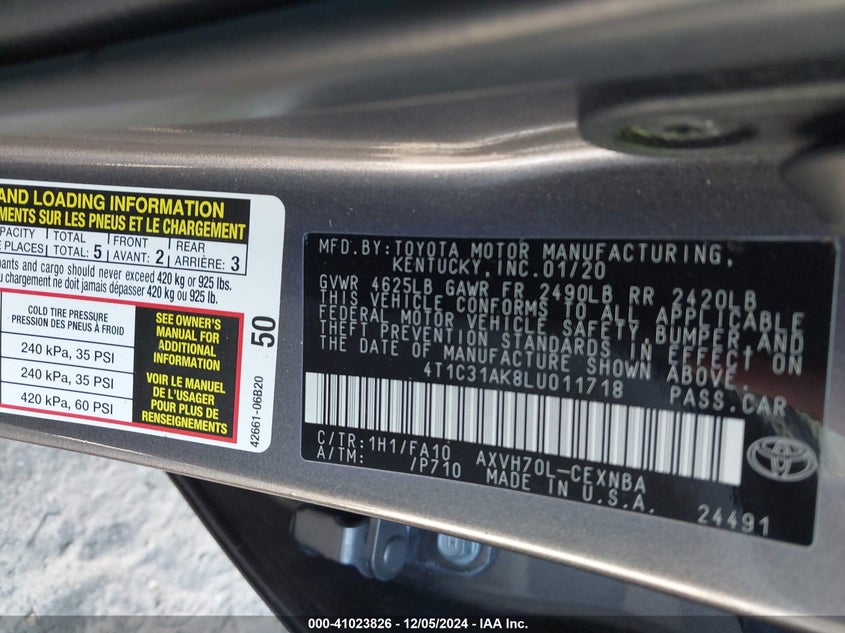 AND LOADING INFORMATION
MENTS SUR LES PNEUS ET LE CHARGEMENT
TOTAL FRONT REAR
PLACES TOTAL: 5 AVANT: 2 ARRIÈRE: 3
and cargo should never exceed 420 kg or 925 lbs.
chargement ne doit jamais dépasser 420 kg ou 925 lb.
COLD TIRE PRESSURE
PRESSION DES PNEUS À FROID
240 kPa, 35 PSI
240 kPa, 35 PSI
420 kPa, 60 PSI
SEE OWNER'S
MANUAL FOR
ADDITIONAL
INFORMATION
VOIR LE MANUEL
DE L'USAGER
POUR PLUS DE
RENSEIGNEMENTS
50
42661-06B20
MFD.BY:TOYOTA MOTOR MANUFACTURING,
KENTUCKY,INC.01/20
GVWR 4625LB GAWR FR 2490LB RR 2420LB
THIS VEHICLE CONFORMS TO ALL APPLICABLE
FEDERAL MOTOR VEHICLE SAFETY,BUMPER,AND
THEFT PREVENTION STANDARDS IN EFFECT ON
THE DATE OF MANUFACTURE SHOWN ABOVE.
4T1C31AK8LU011718 PASS.CAR
C/TR:1H1/FA10 AXVH70L-CEXNBA
A/TM: /P710 MADE IN U.S.A.
24491
000-41023826 - 12/05/2024 - IAA Inc.